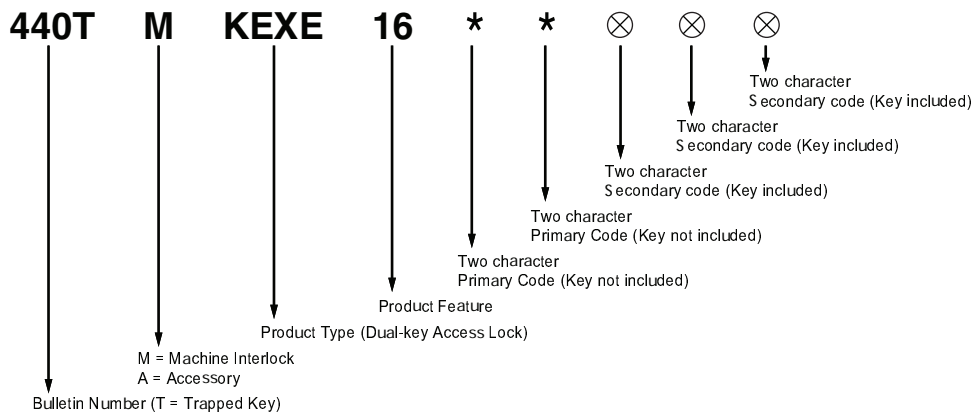 440T M KEXE 16 * * ⊗ ⊗ ⊗
Two character
Secondary code (Key included)
Two character
Secondary code (Key included)
Two character
Secondary code (Key included)
Two character
Primary Code (Key not included)
Two character
Primary Code (Key not included)
Product Feature
Product Type (Dual-key Access Lock)
M = Machine Interlock
A = Accessory
Bulletin Number (T = Trapped Key)